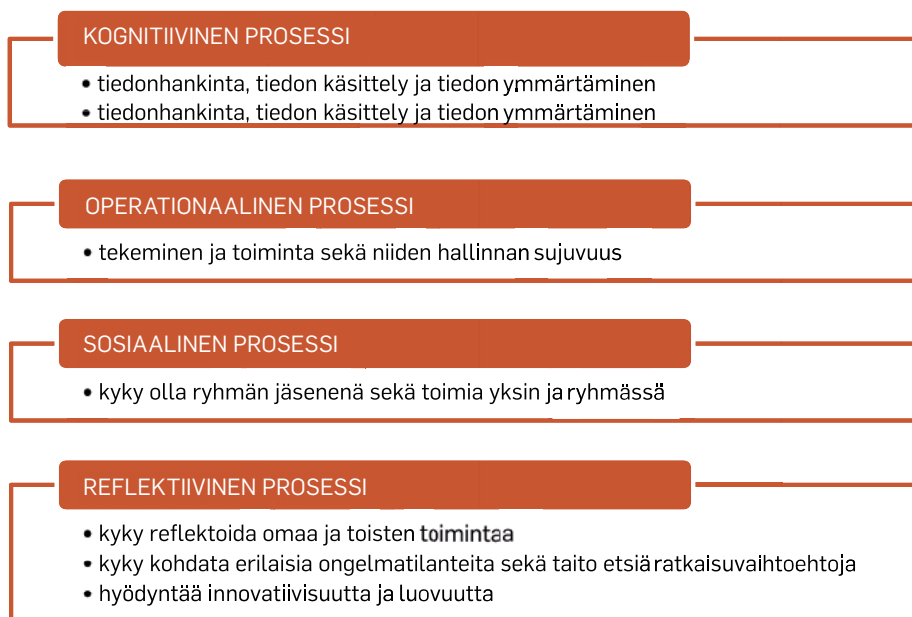 KOGNITIIVINEN PROSESSI
• tiedonhankinta, tiedon käsittely ja tiedon ymmärtäminen
• tiedonhankinta, tiedon käsittely ja tiedon ymmärtäminen
OPERATIONAALINEN PROSESSI
• tekeminen ja toiminta sekä niiden hallinnan sujuvuus
SOSIAALINEN PROSESSI
• kyky olla ryhmän jäsenenä sekä toimia yksin ja ryhmässä
REFLEKTIIVINEN PROSESSI
• kyky reflektoida omaa ja toisten toimintaa
• kyky kohdata erilaisia ongelmatilanteita sekä taito etsiä ratkaisuvaihtoehtoja
• hyödyntää innovatiivisuutta ja luovuutta